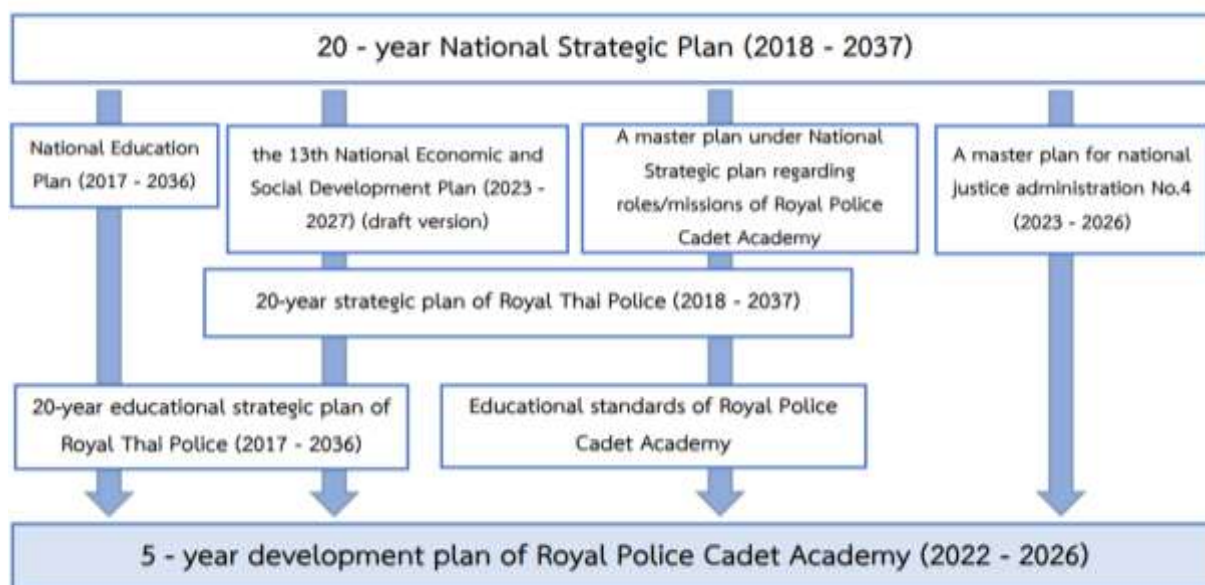 20 - year National Strategic Plan (2018 - 2037)
National Education
Plan (2017 - 2036)
the 13th National Economic and
Social Development Plan (2023 -
2027) (draft version)
A master plan under National
Strategic plan regarding
roles/missions of Royal Police
Cadet Academy
A master plan for national
justice administration No.4
(2023 - 2026)
20-year strategic plan of Royal Thai Police (2018 - 2037)
20-year educational strategic plan of
Royal Thai Police (2017 - 2036)
Educational standards of Royal Police
Cadet Academy
5 - year development plan of Royal Police Cadet Academy (2022 - 2026)